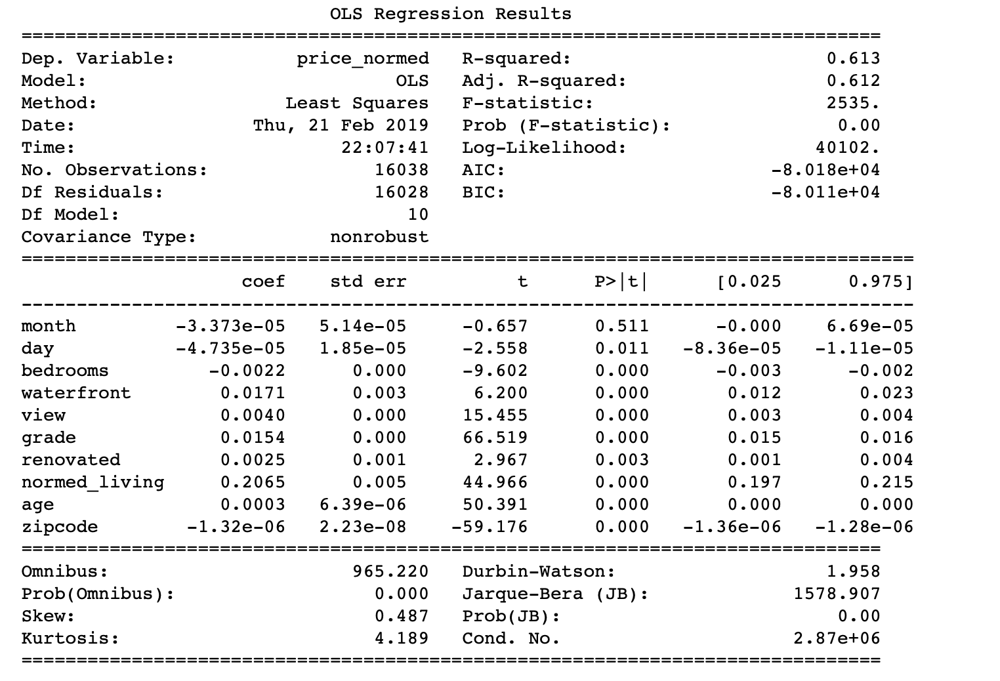 OLS Regression Results
==============================================================================
Dep. Variable:           price_normed   R-squared:                       0.613
Model:                            OLS   Adj. R-squared:                  0.612
Method:                 Least Squares   F-statistic:                     2535.
Date:                Thu, 21 Feb 2019   Prob (F-statistic):               0.00
Time:                        22:07:41   Log-Likelihood:                 40102.
No. Observations:               16038   AIC:                        -8.018e+04
Df Residuals:                   16028   BIC:                        -8.011e+04
Df Model:                          10
Covariance Type:            nonrobust
=================================================================================
                    coef    std err          t      P>|t|      [0.025      0.975]
---------------------------------------------------------------------------------
month         -3.373e-05   5.14e-05     -0.657      0.511      -0.000    6.69e-05
day           -4.735e-05   1.85e-05     -2.558      0.011   -8.36e-05   -1.11e-05
bedrooms         -0.0022      0.000     -9.602      0.000      -0.003      -0.002
waterfront        0.0171      0.003      6.200      0.000       0.012       0.023
view              0.0040      0.000     15.455      0.000       0.003       0.004
grade             0.0154      0.000     66.519      0.000       0.015       0.016
renovated         0.0025      0.001      2.967      0.003       0.001       0.004
normed_living     0.2065      0.005     44.966      0.000       0.197       0.215
age               0.0003   6.39e-06     50.391      0.000       0.000       0.000
zipcode        -1.32e-06   2.23e-08    -59.176      0.000   -1.36e-06   -1.28e-06
==============================================================================
Omnibus:                      965.220   Durbin-Watson:                   1.958
Prob(Omnibus):                  0.000   Jarque-Bera (JB):             1578.907
Skew:                           0.487   Prob(JB):                         0.00
Kurtosis:                       4.189   Cond. No.                     2.87e+06
==============================================================================